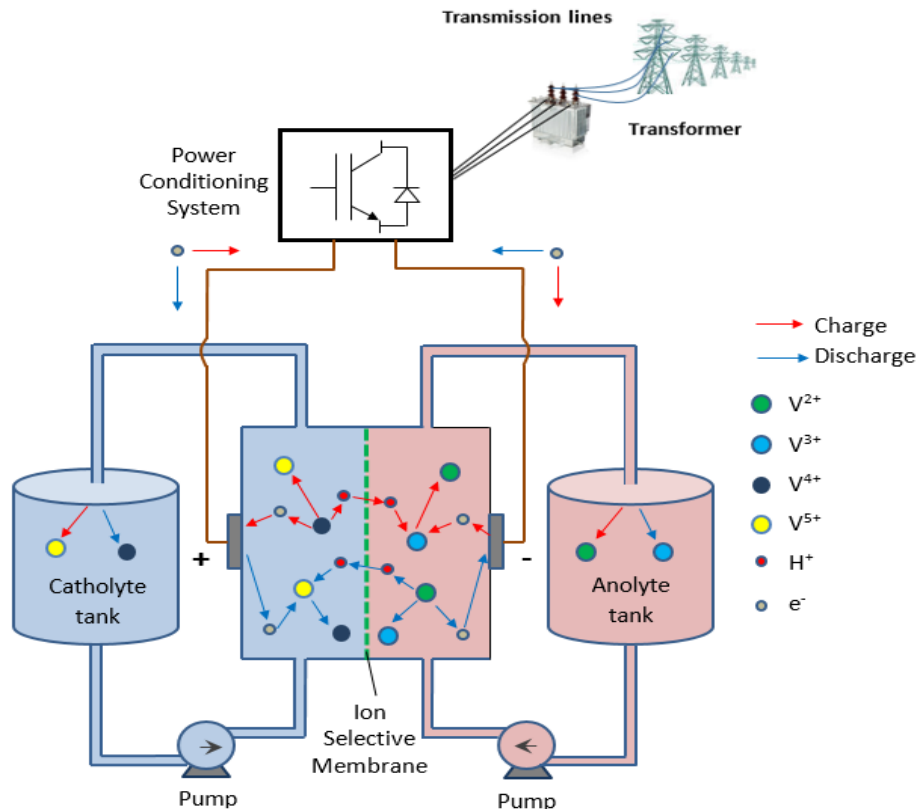 Transmission lines
Transformer
Power
Conditioning
System
Charge
Discharge
V²⁺
V³⁺
V⁴⁺
V⁵⁺
H⁺
e⁻
+
-
Catholyte
tank
Anolyte
tank
Ion
Selective
Membrane
Pump
Pump